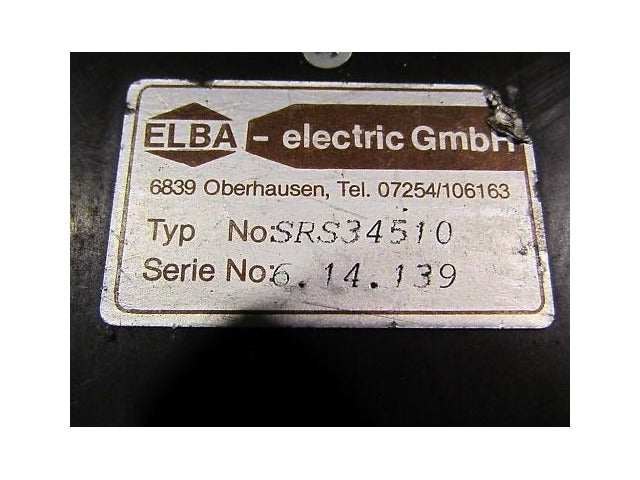 ELBA - electric GmbH
6839 Oberhausen, Tel. 07254/106163
Typ No: SRS34510
Serie No: 6.14.139